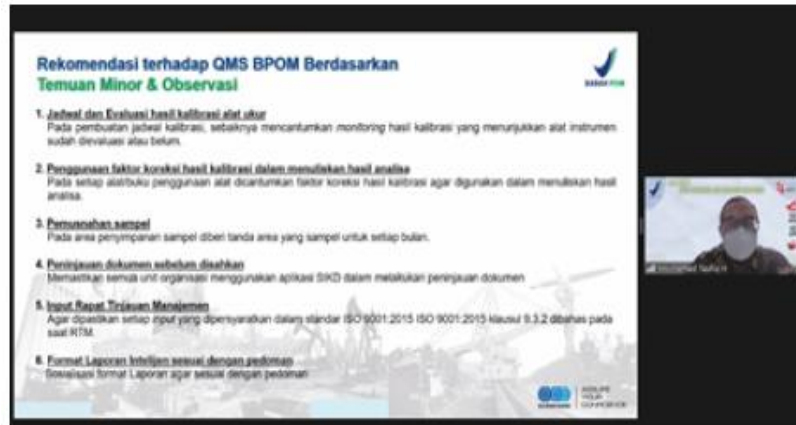 Rekomendasi terhadap QMS BPOM Berdasarkan
Temuan Minor & Observasi
BADAN POM
1. Jadwal dan Evaluasi hasil kalibrasi alat ukur
Pada pembuatan jadwal kalibrasi, sebaiknya mencantumkan monitoring hasil kalibrasi yang menunjukkan alat instrumen
sudah dievaluasi atau belum.
2. Penggunaan faktor koreksi hasil kalibrasi dalam menuliskan hasil analisa
Pada setiap alat/buku penggunaan alat dicantumkan faktor koreksi hasil kalibrasi agar digunakan dalam menuliskan hasil
analisa.
3. Pemusnahan sampel
Pada area penyimpanan sampel diberi tanda area yang sampel untuk setiap bulan.
4. Peninjauan dokumen sebelum disahkan
Memastikan semua unit organisasi menggunakan aplikasi SIKD dalam melakukan peninjauan dokumen
5. Input Rapat Tinjauan Manajemen
Agar dipastikan setiap input yang dipersyaratkan dalam standar ISO 9001:2015 ISO 9001:2015 klausul 9.3.2 dibahas pada
saat RTM.
6. Format Laporan Intelijen sesuai dengan pedoman
Sosialisasi format Laporan agar sesuai dengan pedoman